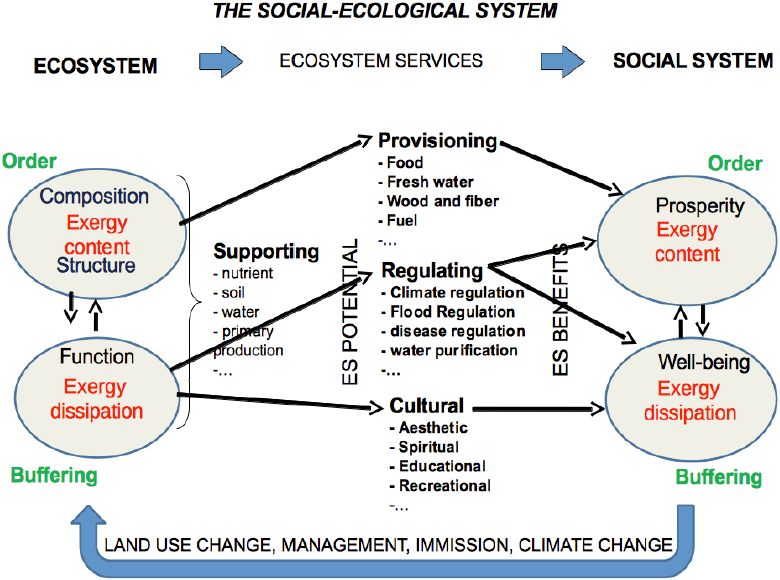 THE SOCIAL-ECOLOGICAL SYSTEM
ECOSYSTEM
ECOSYSTEM SERVICES
SOCIAL SYSTEM
Order
Composition
Exergy
content
Structure
Function
Exergy
dissipation
Buffering
Supporting
- nutrient
- soil
- water
- primary
production
-...
ES POTENTIAL
Provisioning
- Food
- Fresh water
- Wood and fiber
- Fuel
-...
Regulating
- Climate regulation
- Flood Regulation
- disease regulation
- water purification
-...
Cultural
- Aesthetic
- Spiritual
- Educational
- Recreational
-...
ES BENEFITS
Order
Prosperity
Exergy
content
Well-being
Exergy
dissipation
Buffering
LAND USE CHANGE, MANAGEMENT, IMMISSION, CLIMATE CHANGE